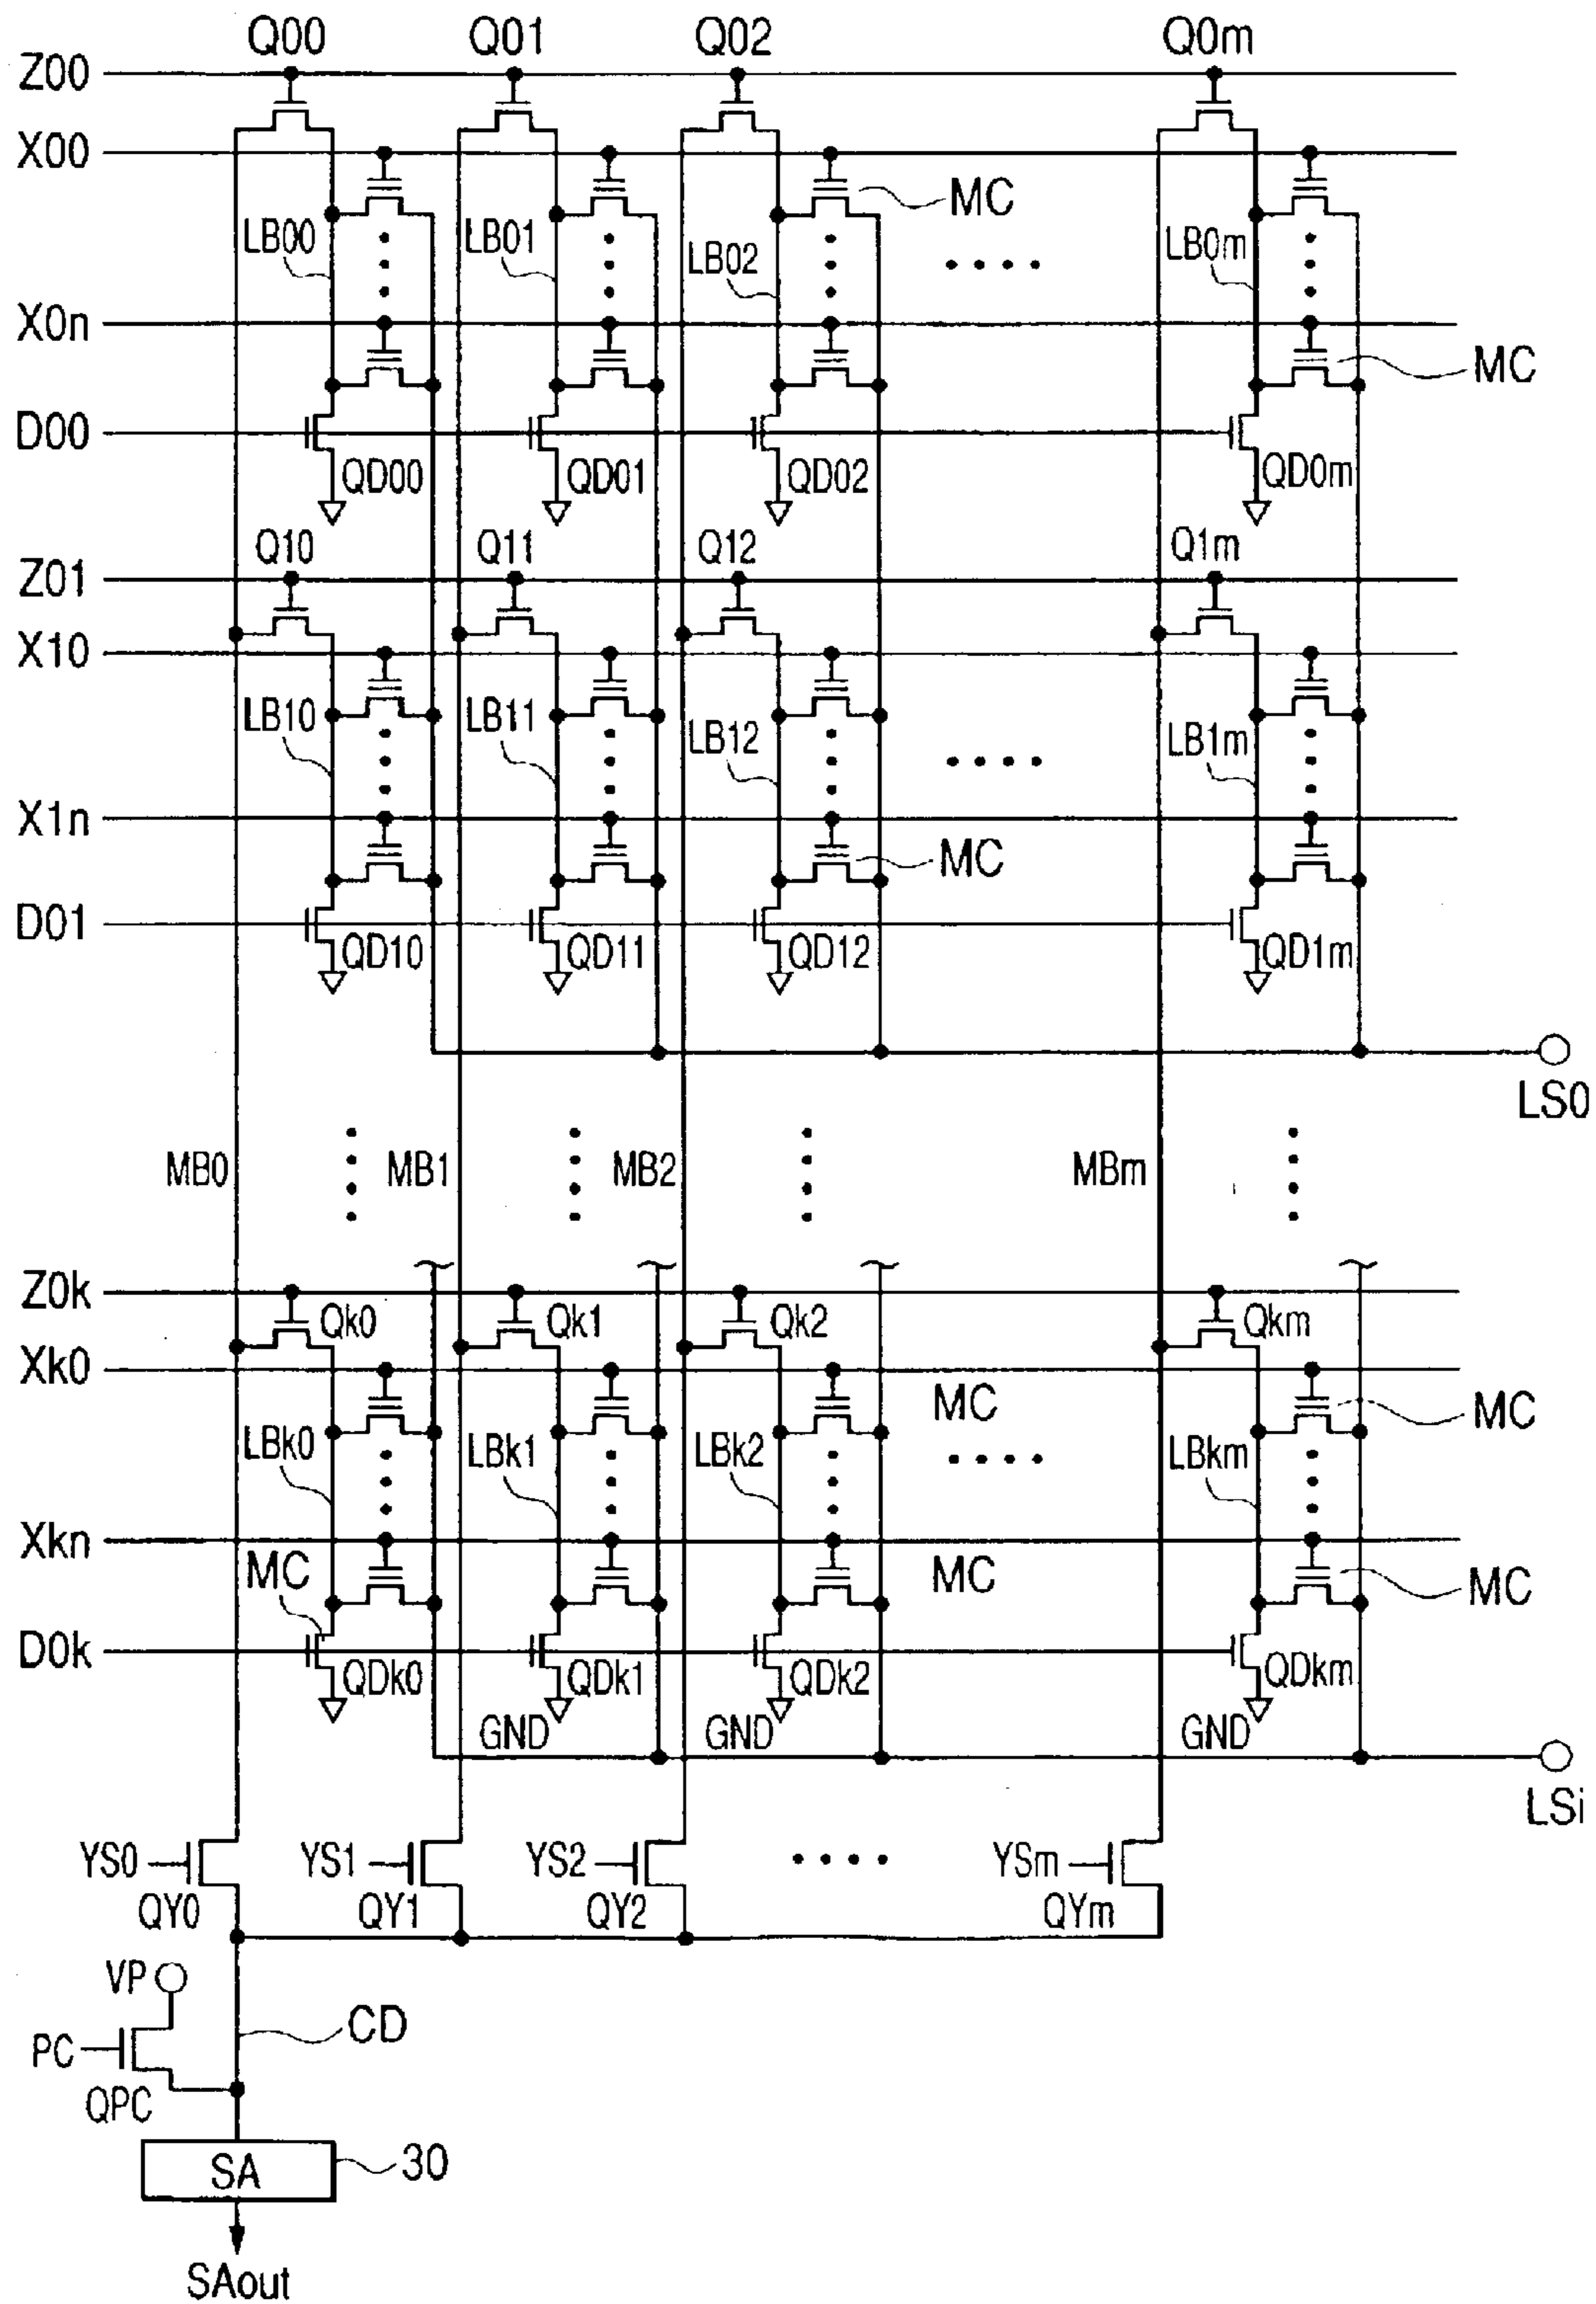 Q00 Q01 Q02 Q0m
Z00
X00
MC
LB00 LB01 LB02 LB0m
X0n
MC
D00
QD00 QD01 QD02 QD0m
Q10 Q11 Q12 Q1m
Z01
X10
LB10 LB11 LB12 LB1m
X1n
MC
D01
QD10 QD11 QD12 QD1m
LS0
MB0 MB1 MB2 MBm
Z0k
Qk0 Qk1 Qk2 Qkm
Xk0
MC MC
LBk0 LBk1 LBk2 LBkm
Xkn
MC MC MC
D0k
QDk0 QDk1 QDk2 QDkm
GND GND GND
LSi
YS0 YS1 YS2 YSm
QY0 QY1 QY2 QYm
VP
CD
PC
QPC
SA 30
SAout